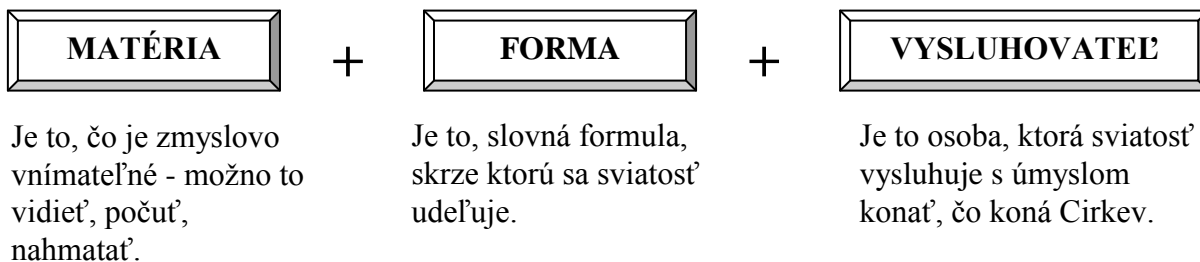 MATÉRIA + FORMA + VYSLUHOVATEĽ
Je to, čo je zmyslovo
vnímateľné - možno to
vidieť, počuť,
nahmatať.
Je to, slovná formula,
skrze ktorú sa sviatosť
udeľuje.
Je to osoba, ktorá sviatosť
vysluhuje s úmyslom
konať, čo koná Cirkev.